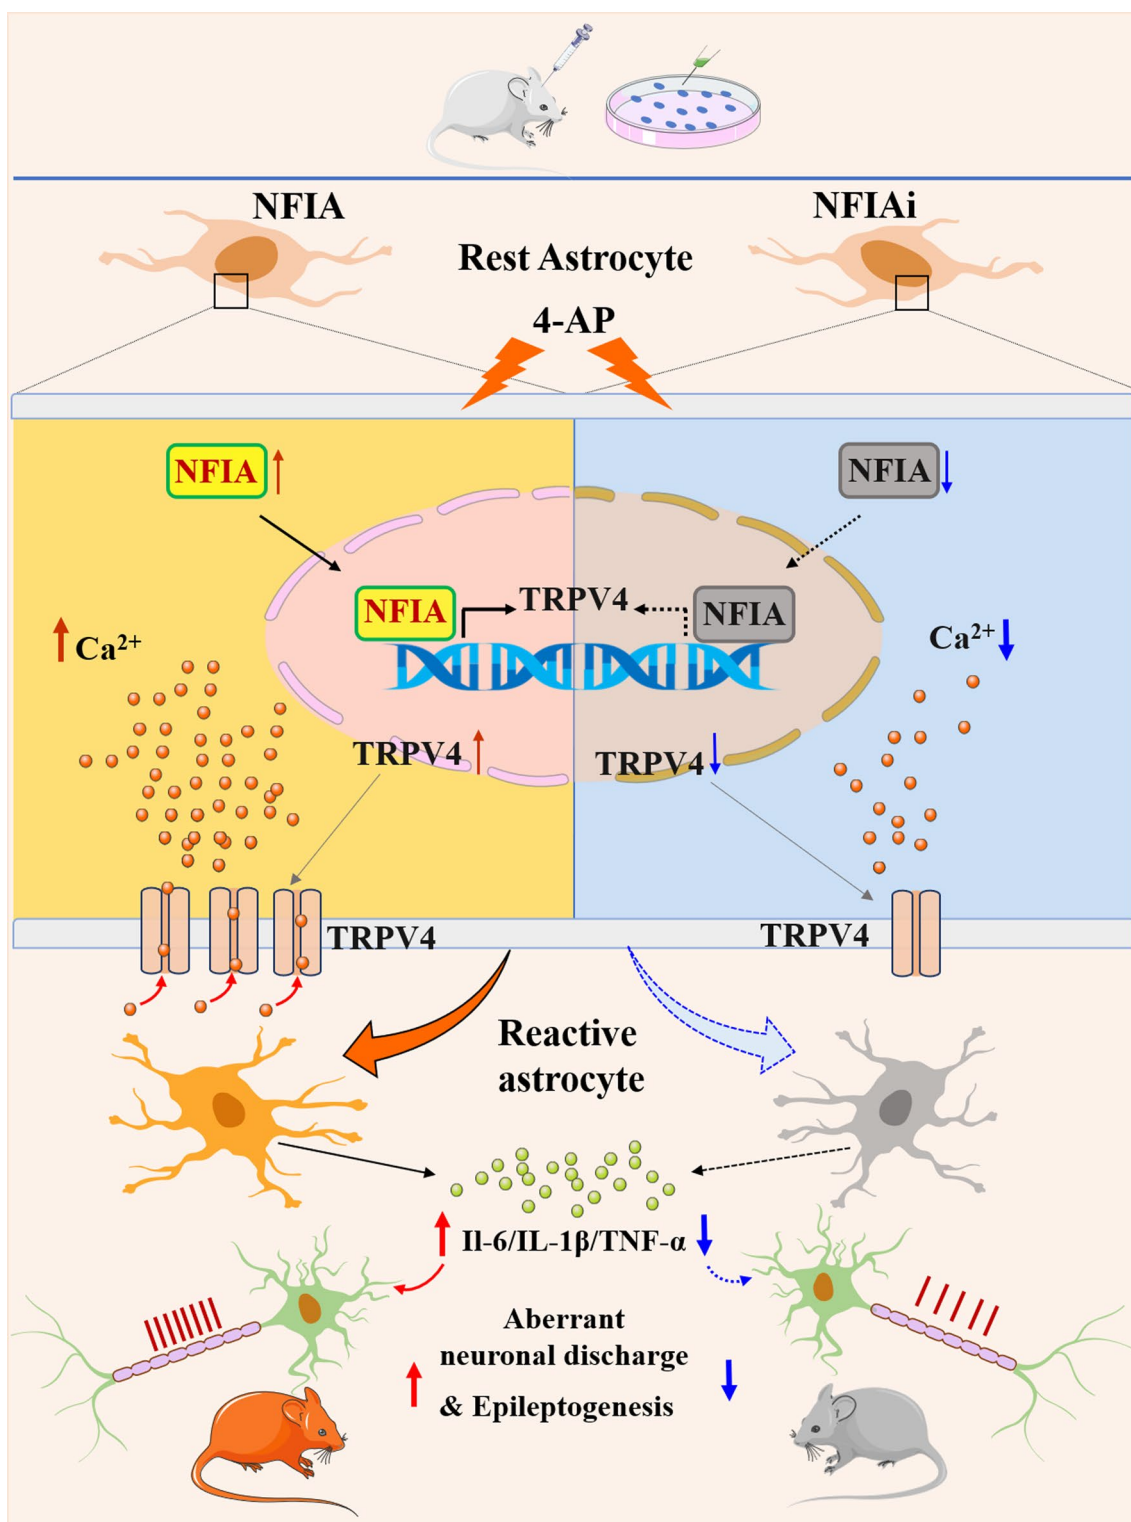 NFIA
NFIAi
Rest Astrocyte
4-AP
NFIA
NFIA
NFIA
TRPV4
NFIA
Ca²⁺
Ca²⁺
TRPV4
TRPV4
TRPV4
TRPV4
Reactive
astrocyte
Il-6/IL-1β/TNF-α
Aberrant
neuronal discharge
& Epileptogenesis